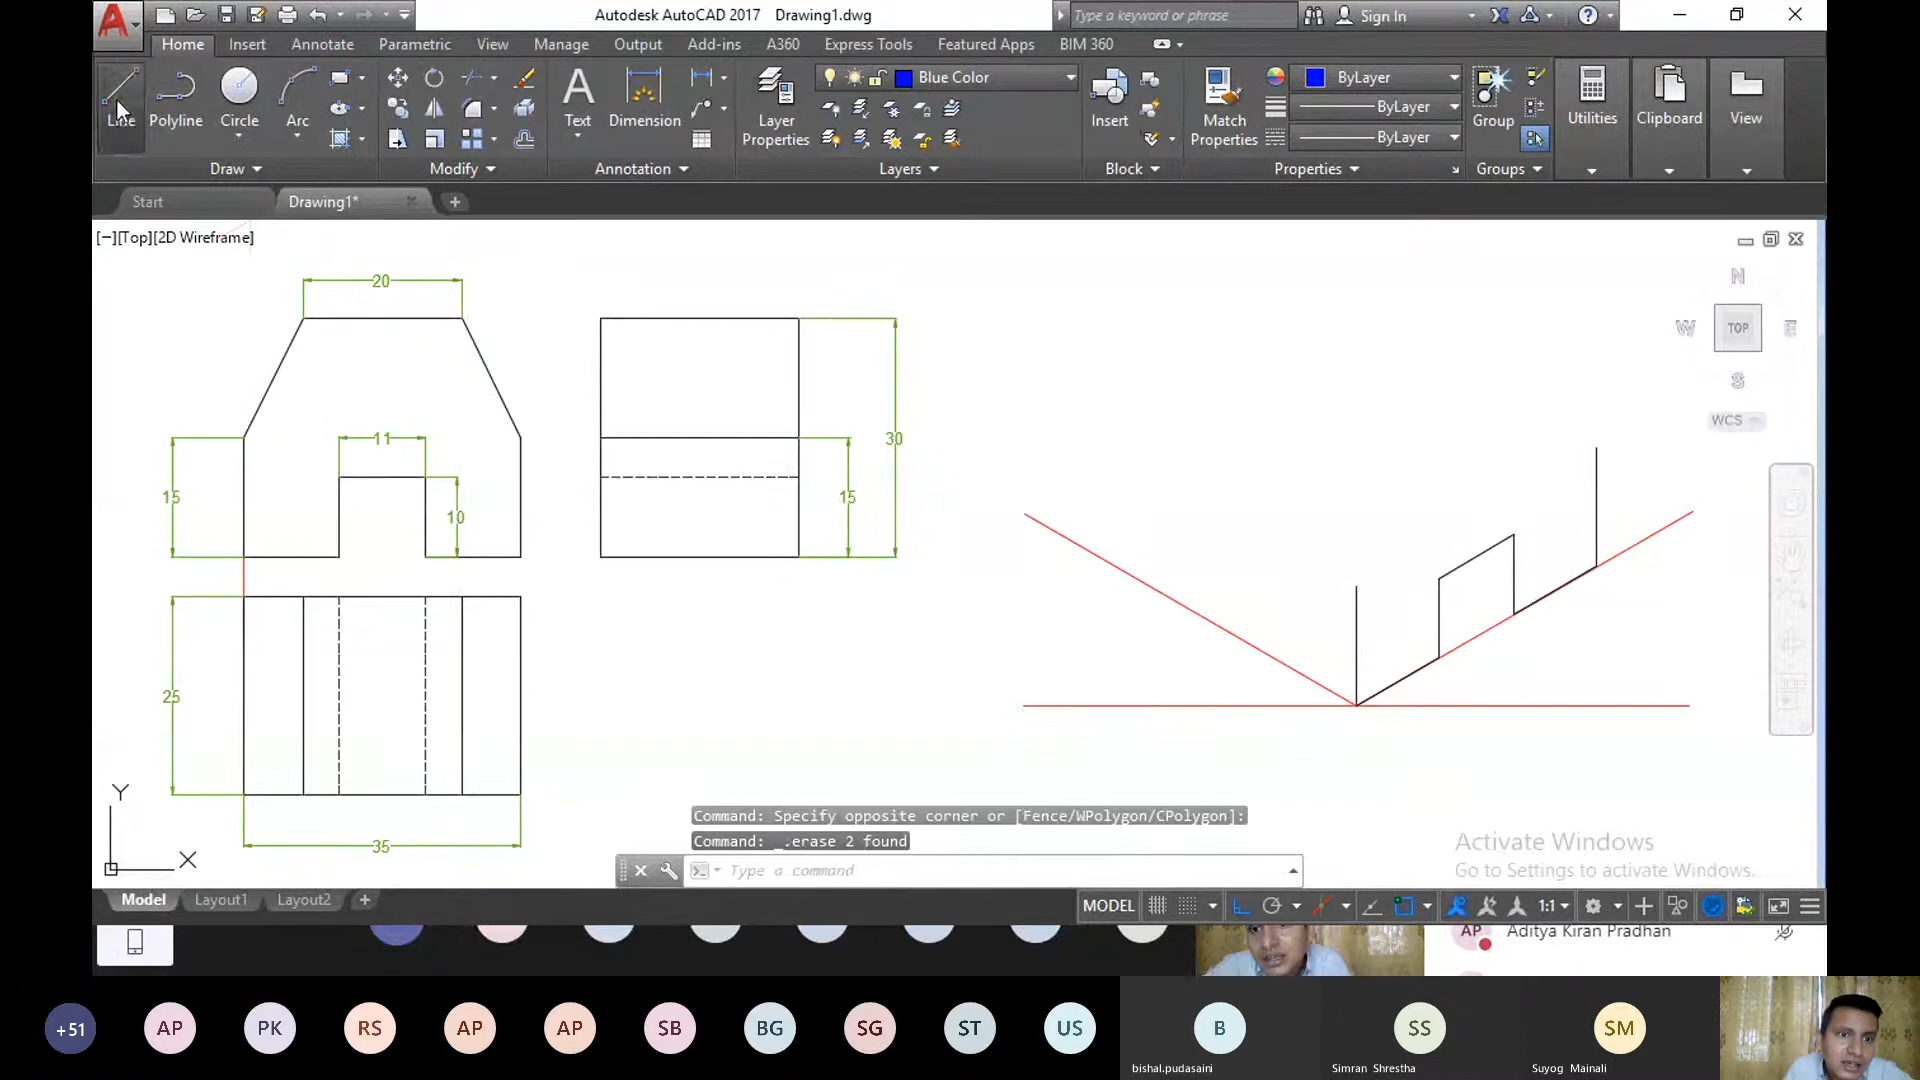 Autodesk AutoCAD 2017 Drawing1.dwg
Type a keyword or phrase
Sign In
Home Insert Annotate Parametric View Manage Output Add-ins A360 Express Tools Featured Apps BIM 360
Line Polyline Circle Arc
Text Dimension
Layer Properties
Blue Color
Insert
Match Properties
ByLayer
ByLayer
ByLayer
Group
Utilities
Clipboard
View
Draw Modify Annotation Layers Block Properties Groups
Start Drawing1*
[−][Top][2D Wireframe]
N
W TOP E
S
WCS
20
11
15
10
30
15
25
35
Y
X
Command: Specify opposite corner or [Fence/WPolygon/CPolygon]:
Command: _.erase 2 found
Type a command
Activate Windows
Go to Settings to activate Windows.
Model Layout1 Layout2
MODEL
1:1
AP Aditya Kiran Pradhan
+51 AP PK RS AP AP SB BG SG ST US B SS SM
bishal.pudasaini
Simran Shrestha
Suyog Mainali